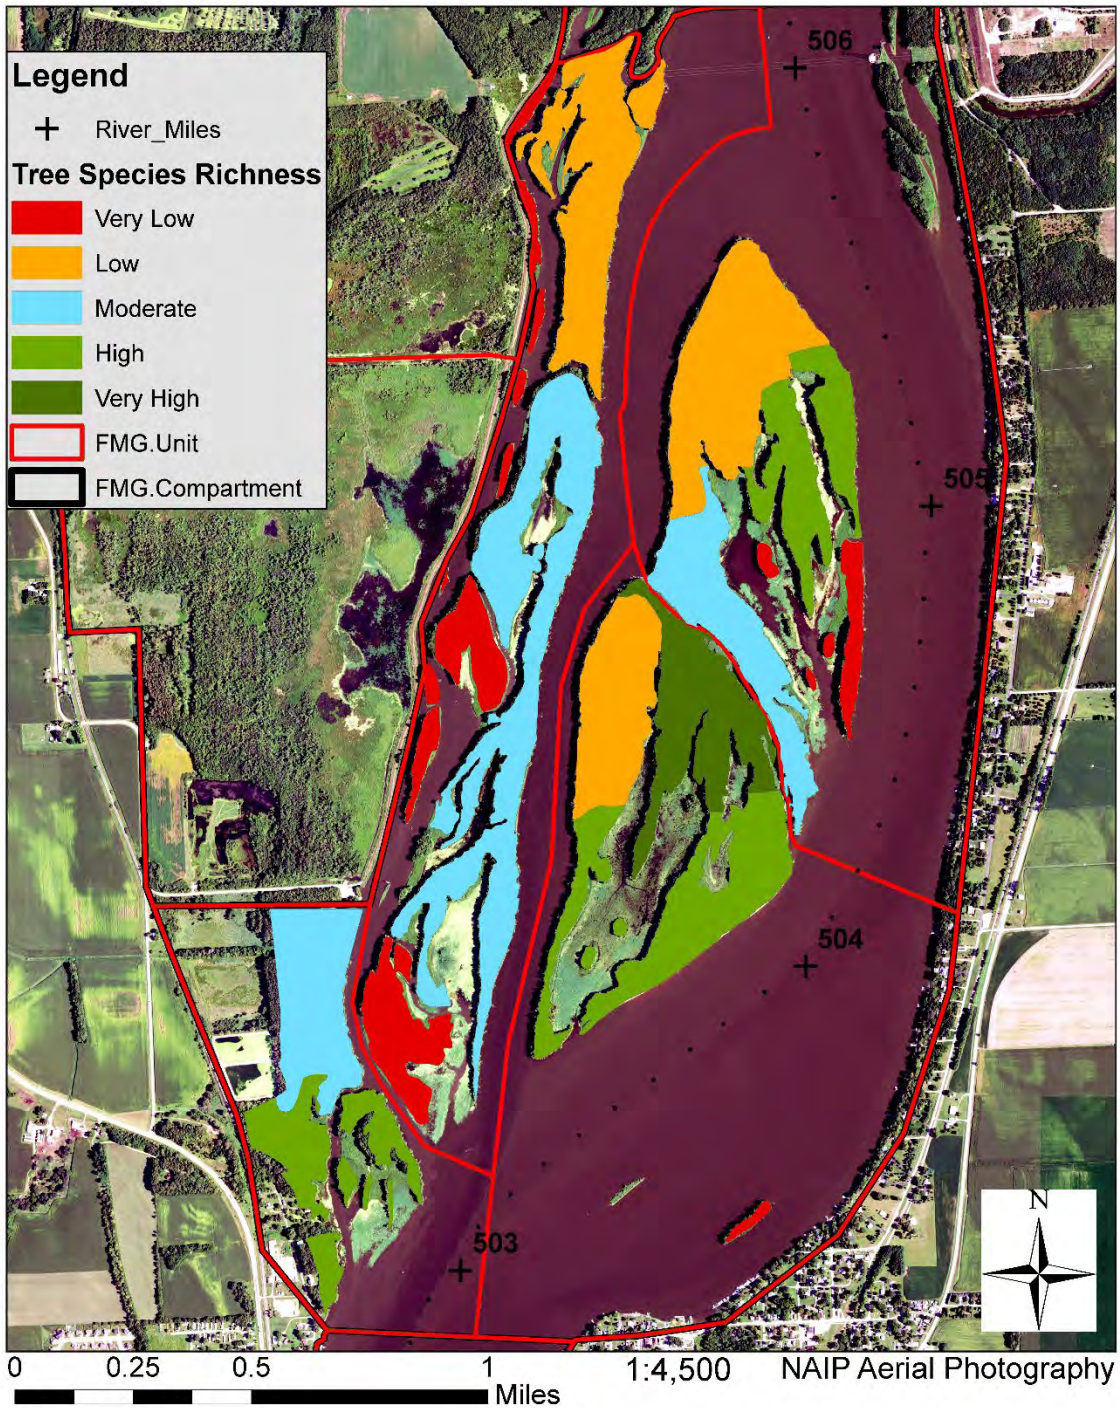 Legend
River_Miles
Tree Species Richness
Very Low
Low
Moderate
High
Very High
FMG.Unit
FMG.Compartment
506
505
504
503
N
0 0.25 0.5 1 1:4,500 NAIP Aerial Photography
Miles